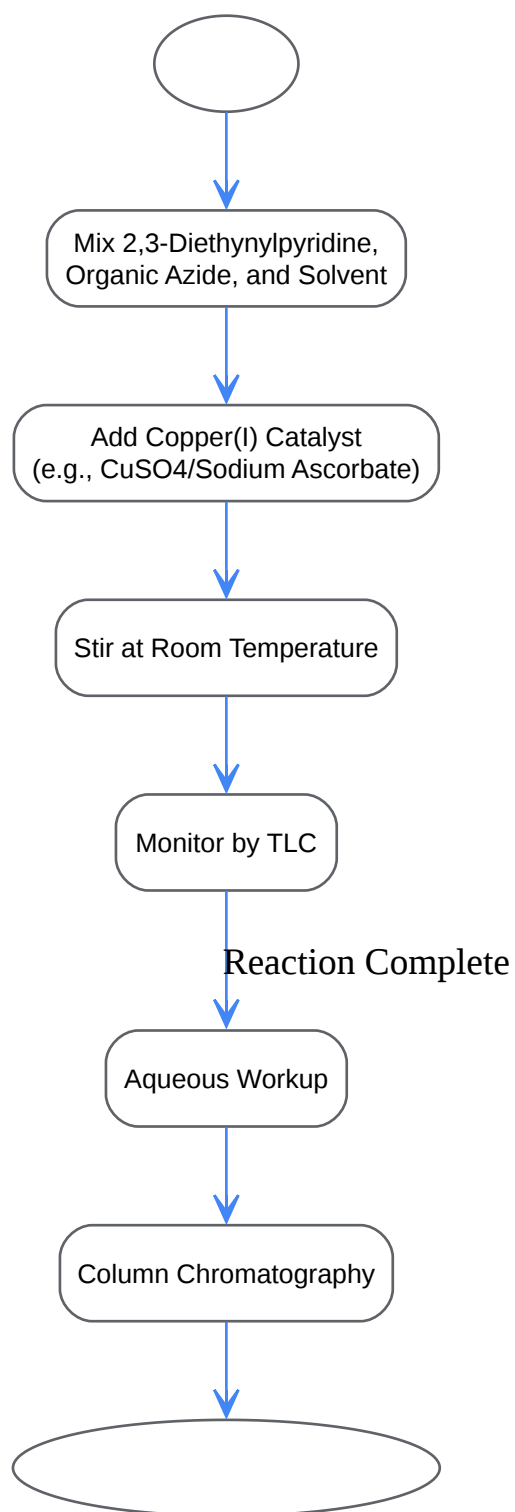 Mix 2,3-Diethynylpyridine,
Organic Azide, and Solvent
Add Copper(I) Catalyst
(e.g., CuSO4/Sodium Ascorbate)
Stir at Room Temperature
Monitor by TLC
Reaction Complete
Aqueous Workup
Column Chromatography